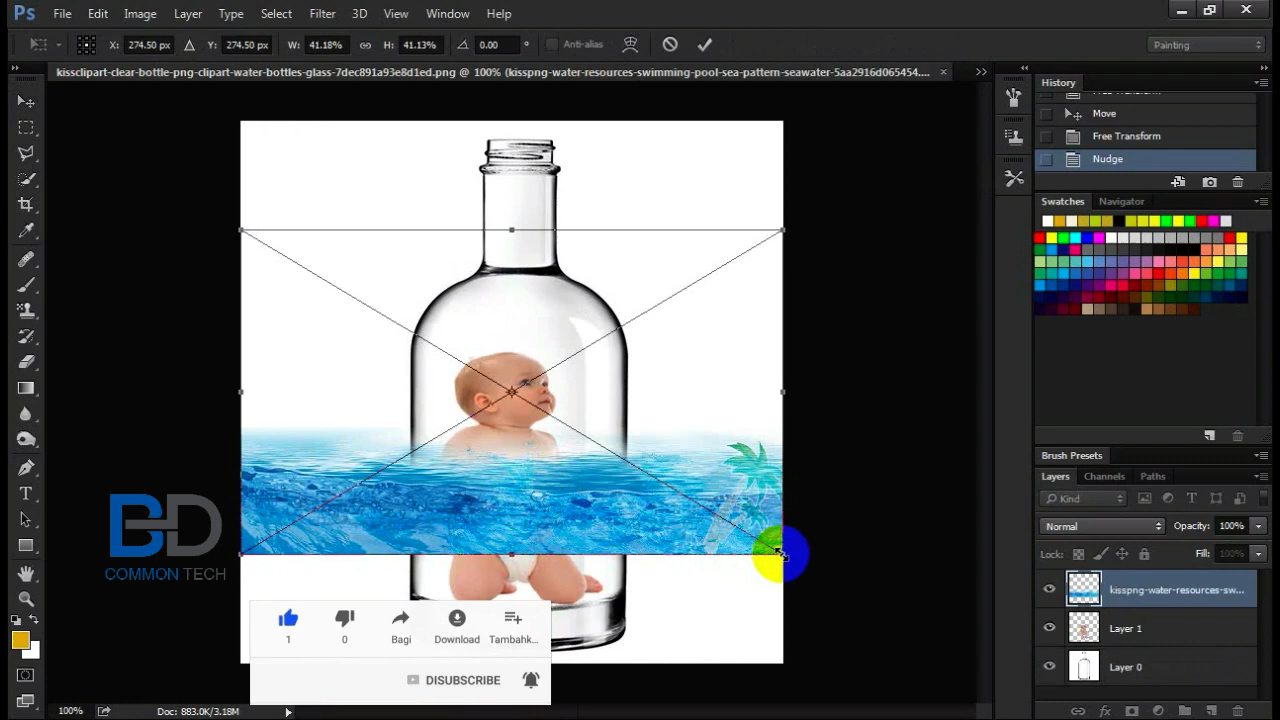 Ps File Edit Image Layer Type Select Filter 3D View Window Help
X: 274.50 px Y: 274.50 px W: 41.18% H: 41.13% 0.00 ° Anti-alias Painting
kissclipart-clear-bottle-png-clipart-water-bottles-glass-7dec891a93e8d1ed.png @ 100% (kisspng-water-resources-swimming-pool-sea-pattern-seawater-5aa2916d065454....
History
Free Transform
Move
Free Transform
Nudge
Swatches Navigator
Brush Presets
Layers Channels Paths
Kind
Normal Opacity: 100%
Lock: Fill: 100%
kisspng-water-resources-sw...
Layer 1
Layer 0
BD
COMMON TECH
1 0 Bagi Download Tambahk...
DISUBSCRIBE
100% Doc: 883.0K/3.18M